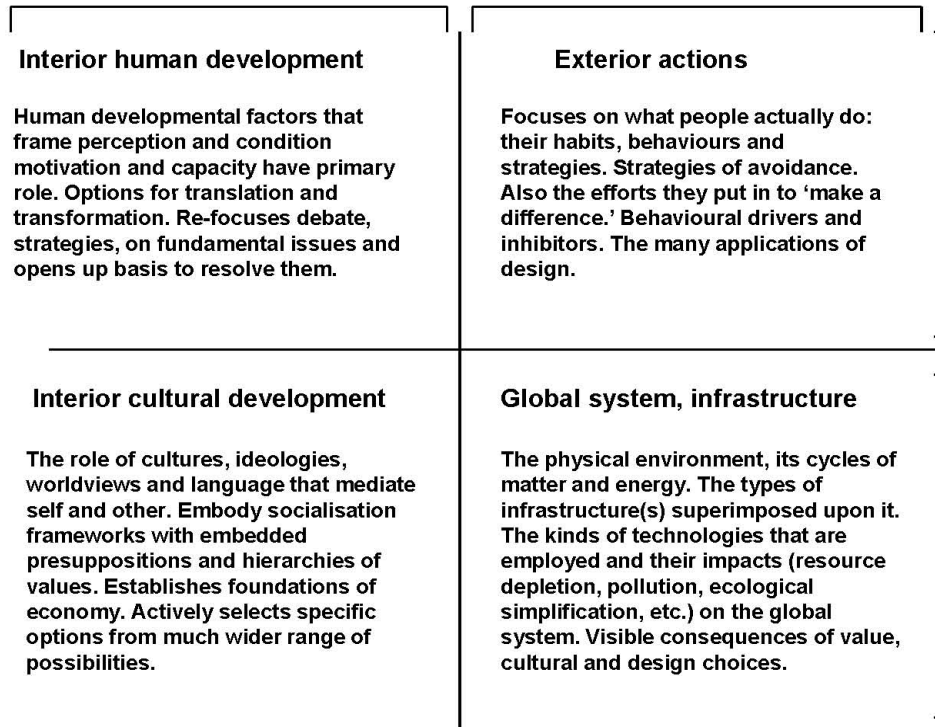 Interior human development
Human developmental factors that
frame perception and condition
motivation and capacity have primary
role. Options for translation and
transformation. Re-focuses debate,
strategies, on fundamental issues and
opens up basis to resolve them.
Exterior actions
Focuses on what people actually do:
their habits, behaviours and
strategies. Strategies of avoidance.
Also the efforts they put in to ‘make a
difference.’ Behavioural drivers and
inhibitors. The many applications of
design.
Interior cultural development
The role of cultures, ideologies,
worldviews and language that mediate
self and other. Embody socialisation
frameworks with embedded
presuppositions and hierarchies of
values. Establishes foundations of
economy. Actively selects specific
options from much wider range of
possibilities.
Global system, infrastructure
The physical environment, its cycles of
matter and energy. The types of
infrastructure(s) superimposed upon it.
The kinds of technologies that are
employed and their impacts (resource
depletion, pollution, ecological
simplification, etc.) on the global
system. Visible consequences of value,
cultural and design choices.